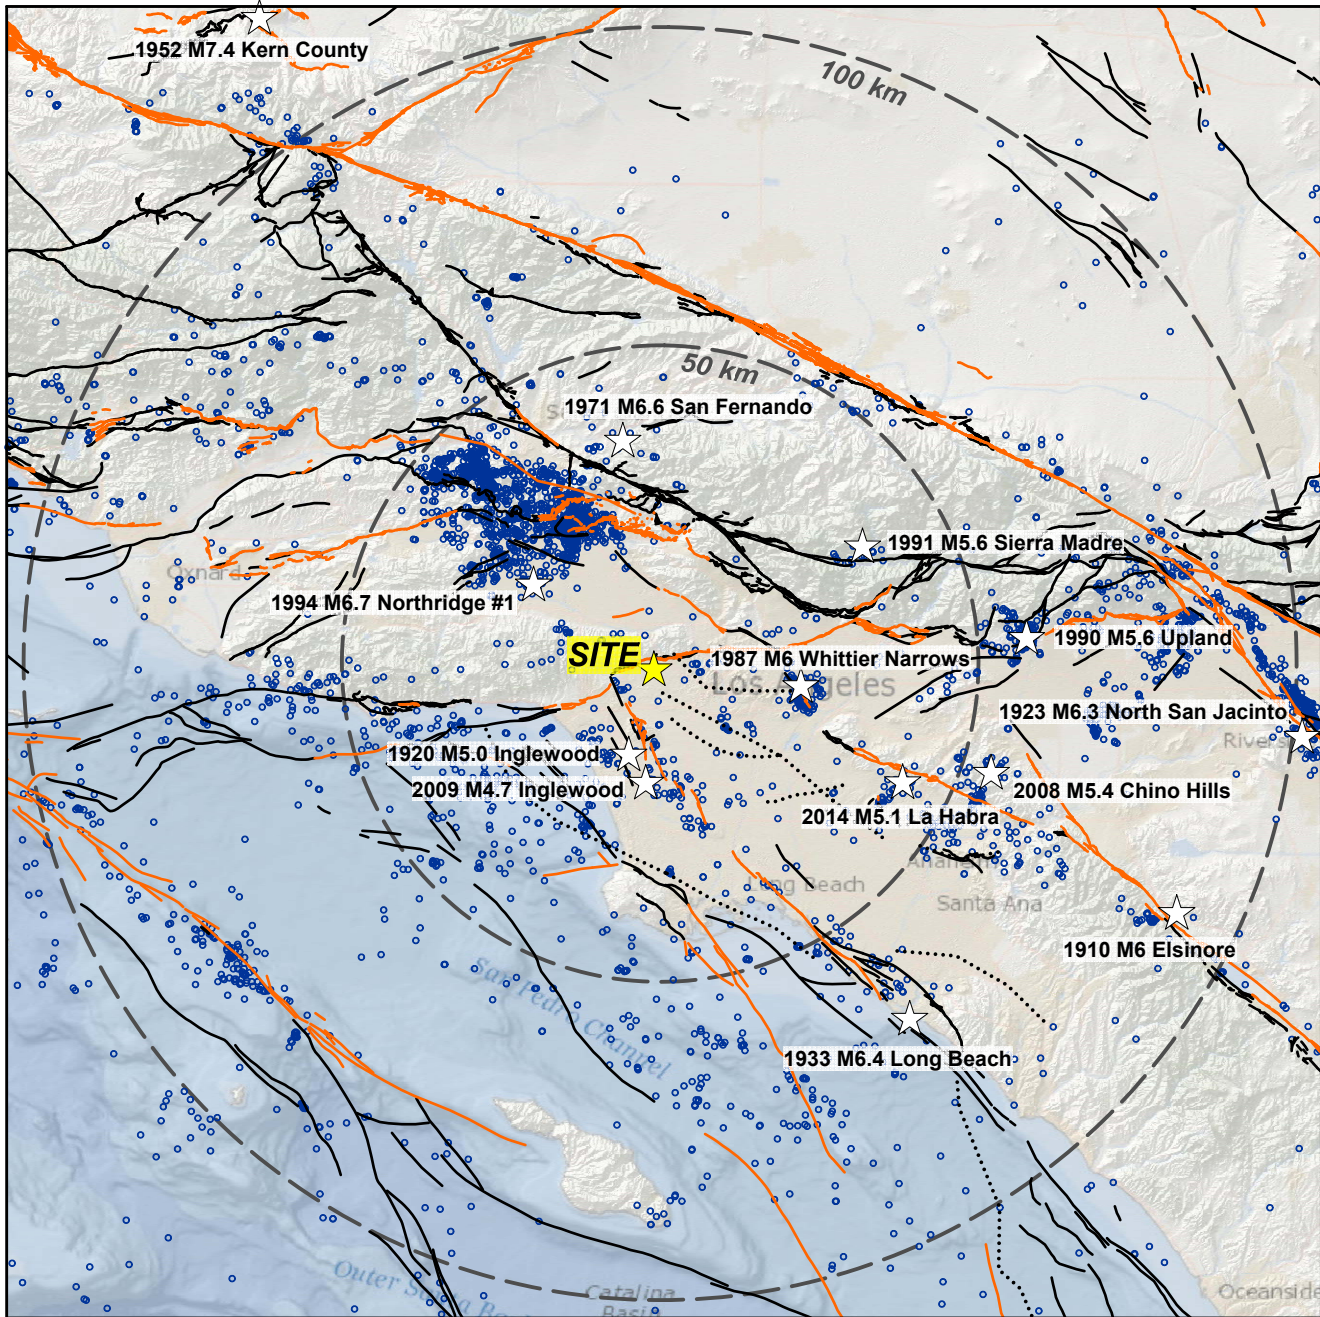 1952 M7.4 Kern County
100 km
50 km
1971 M6.6 San Fernando
1991 M5.6 Sierra Madre
Oxnard
1994 M6.7 Northridge #1
1990 M5.6 Upland
SITE
1987 M6 Whittier Narrows
Los Angeles
1923 M6.3 North San Jacinto
Rivers
1920 M5.0 Inglewood
2009 M4.7 Inglewood
2008 M5.4 Chino Hills
2014 M5.1 La Habra
Anaheim
Long Beach
Santa Ana
1910 M6 Elsinore
San Pedro Channel
1933 M6.4 Long Beach
Outer Santa
Catalina
Basin
Oceanside